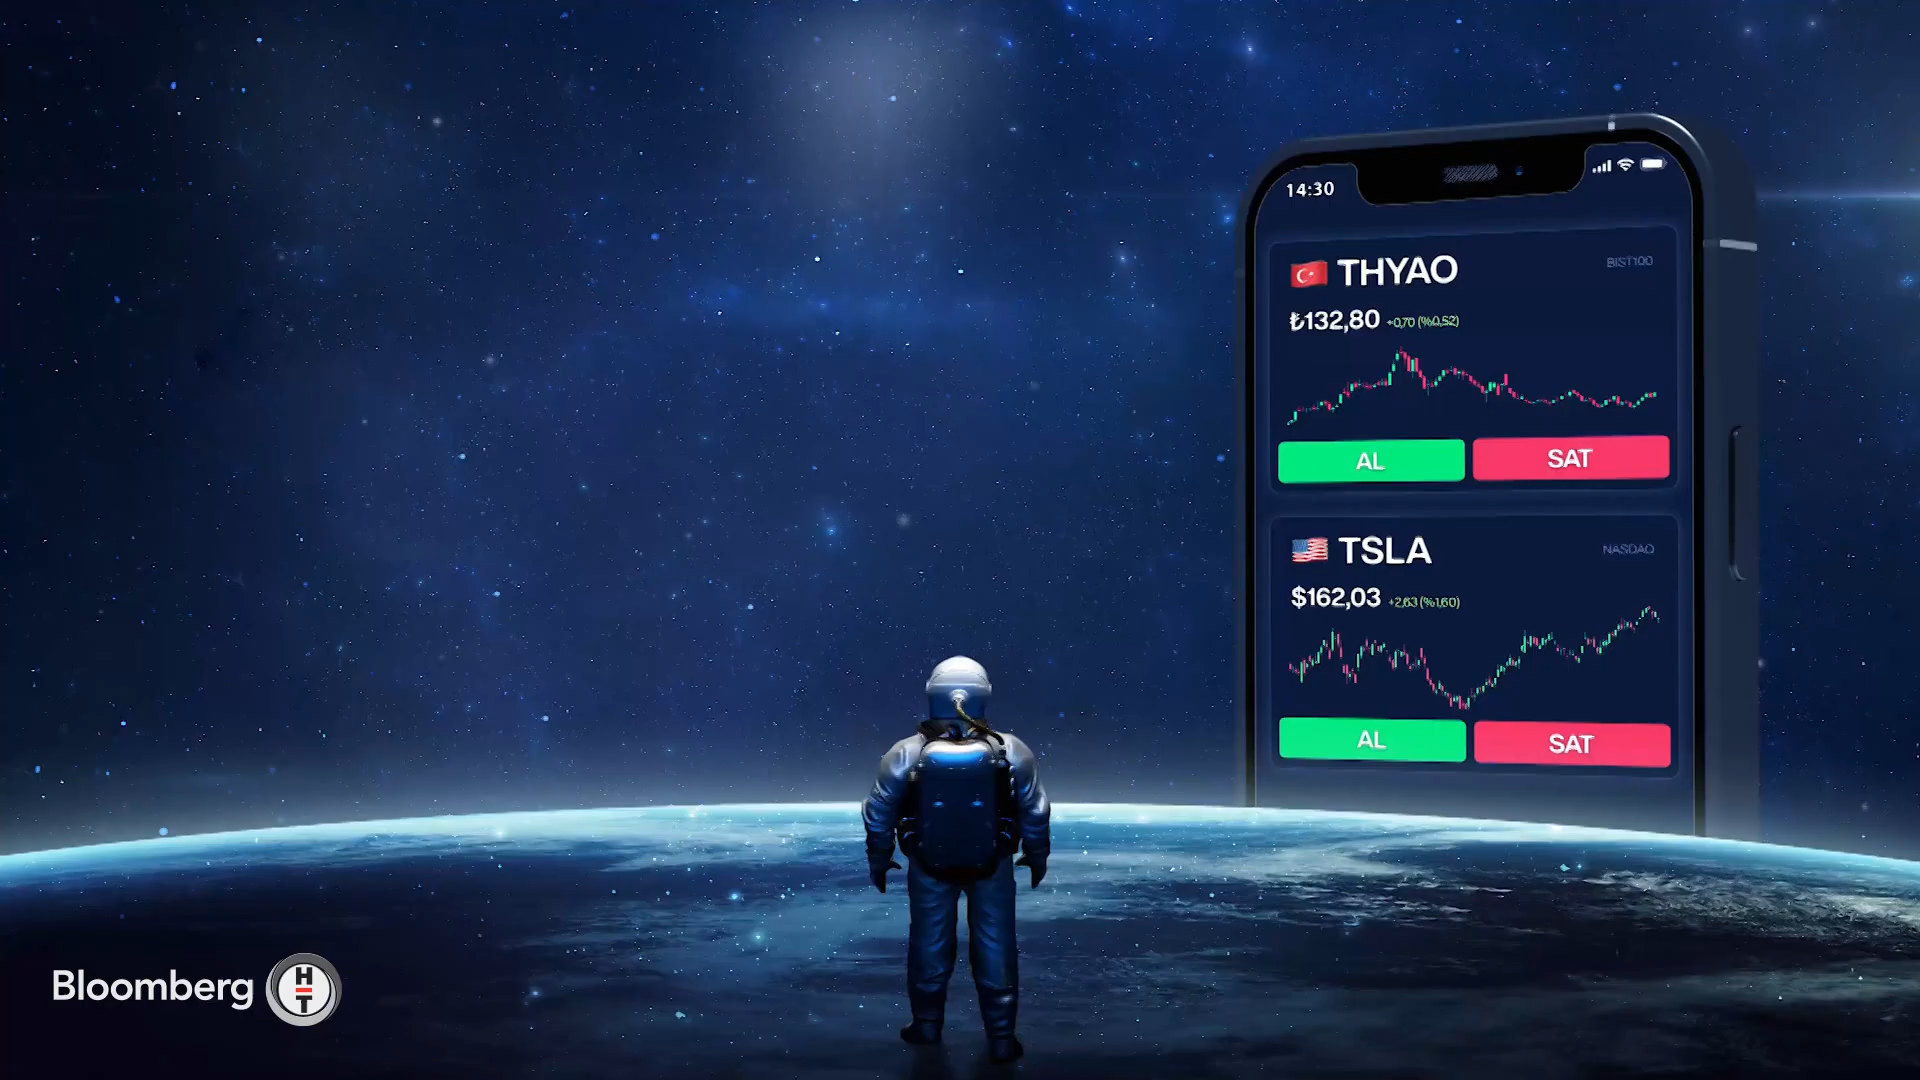 14:30
THYAO
BIST100
₺132,80 +0,70 (%0,52)
AL
SAT
TSLA
NASDAQ
$162,03 +2,63 (%1,60)
AL
SAT
Bloomberg HT